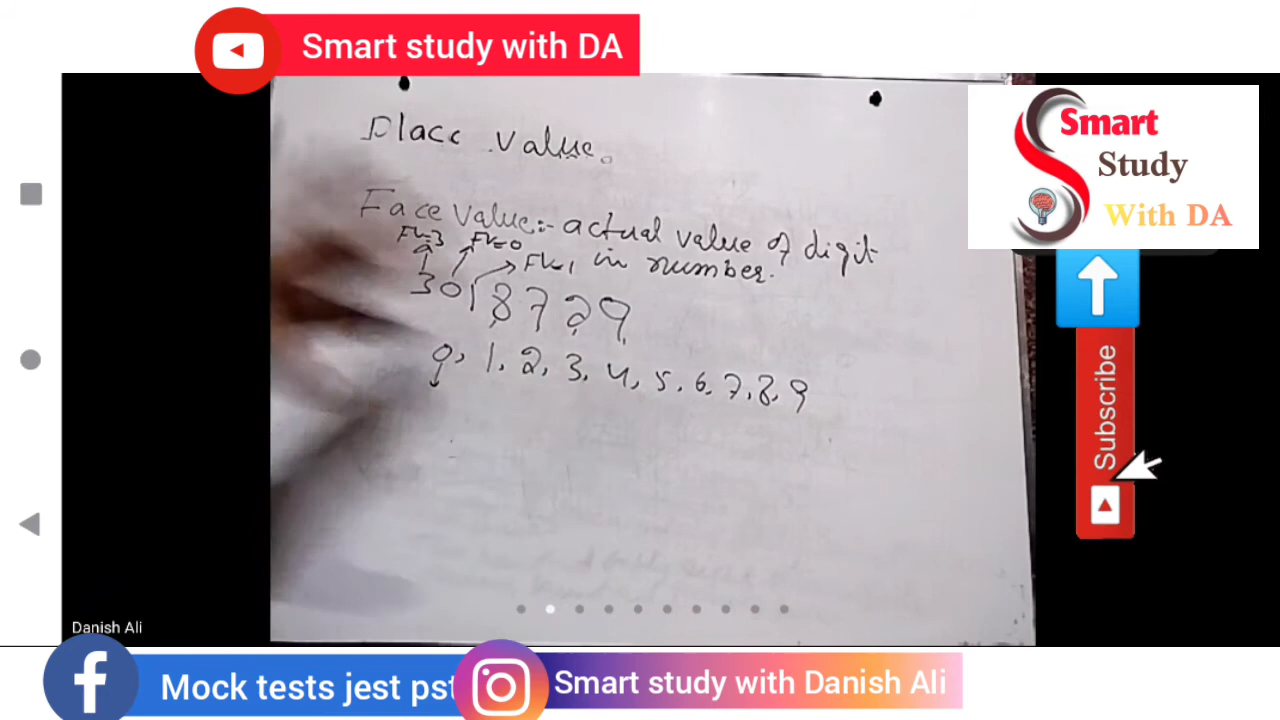 Smart study with DA
Smart
Study
With DA
Place Value.
Face Value:- actual value of digit
FV=3 FV=0 FV=1 in number.
3018729
0, 1, 2, 3, 4, 5, 6, 7, 8, 9
Subscribe
Danish Ali
Mock tests jest pst
Smart study with Danish Ali